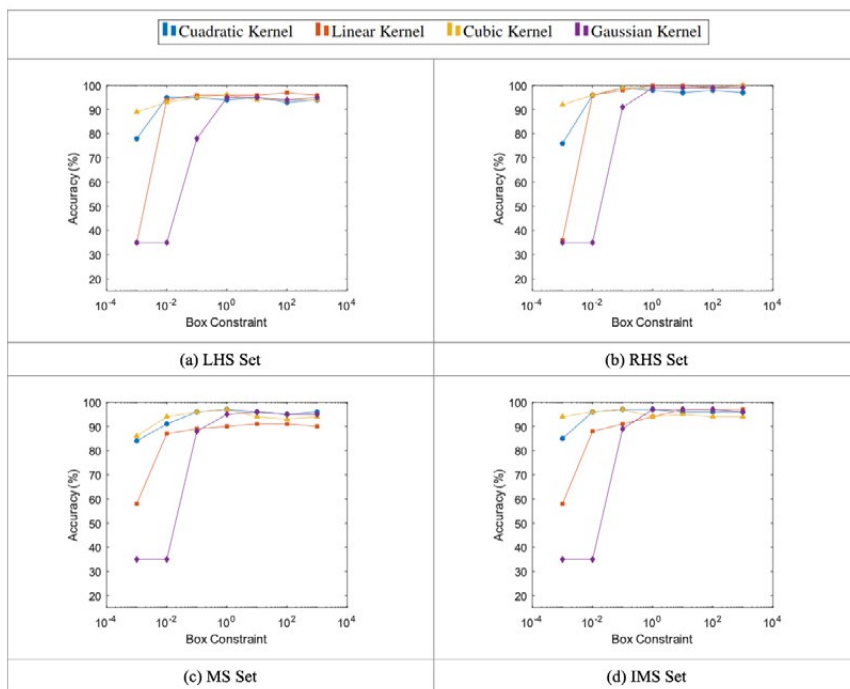 Cuadratic Kernel Linear Kernel Cubic Kernel Gaussian Kernel
100
90
80
70
60
50
40
30
20
Accuracy (%)
10^-4 10^-2 10^0 10^2 10^4
Box Constraint
100
90
80
70
60
50
40
30
20
Accuracy (%)
10^-4 10^-2 10^0 10^2 10^4
Box Constraint
(a) LHS Set
(b) RHS Set
100
90
80
70
60
50
40
30
20
Accuracy (%)
10^-4 10^-2 10^0 10^2 10^4
Box Constraint
100
90
80
70
60
50
40
30
20
Accuracy (%)
10^-4 10^-2 10^0 10^2 10^4
Box Constraint
(c) MS Set
(d) IMS Set